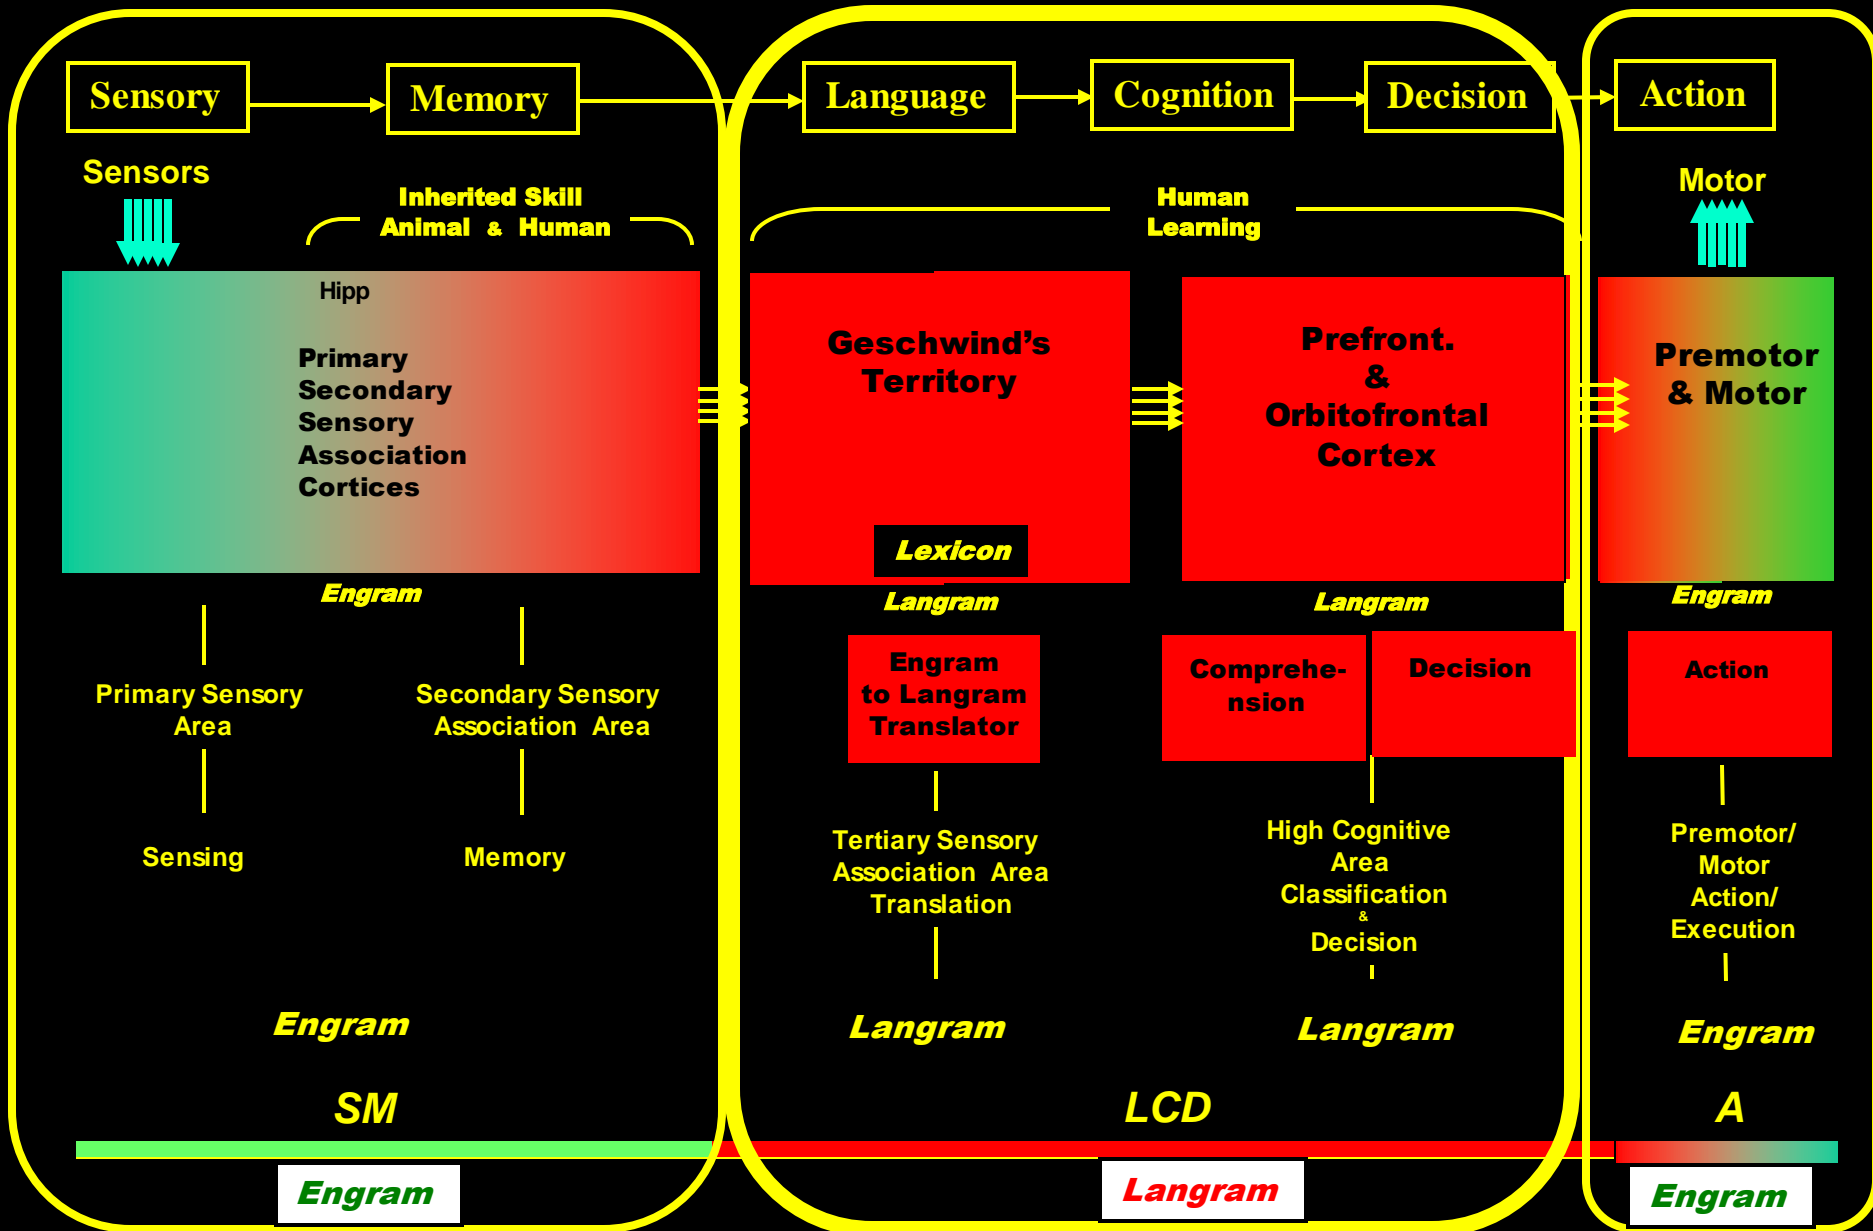 Sensory
Memory
Language
Cognition
Decision
Action
Sensors
Inherited Skill
Animal & Human
Human
Learning
Motor
Hipp
Primary
Secondary
Sensory
Association
Cortices
Geschwind's
Territory
Lexicon
Prefront.
&
Orbitofrontal
Cortex
Premotor
& Motor
Engram
Langram
Langram
Engram
Primary Sensory
Area
Sensing
Secondary Sensory
Association Area
Memory
Engram
to Langram
Translator
Tertiary Sensory
Association Area
Translation
Comprehe-
nsion
Decision
High Cognitive
Area
Classification
&
Decision
Action
Premotor/
Motor
Action/
Execution
Engram
Langram
Langram
Engram
SM
LCD
A
Engram
Langram
Engram